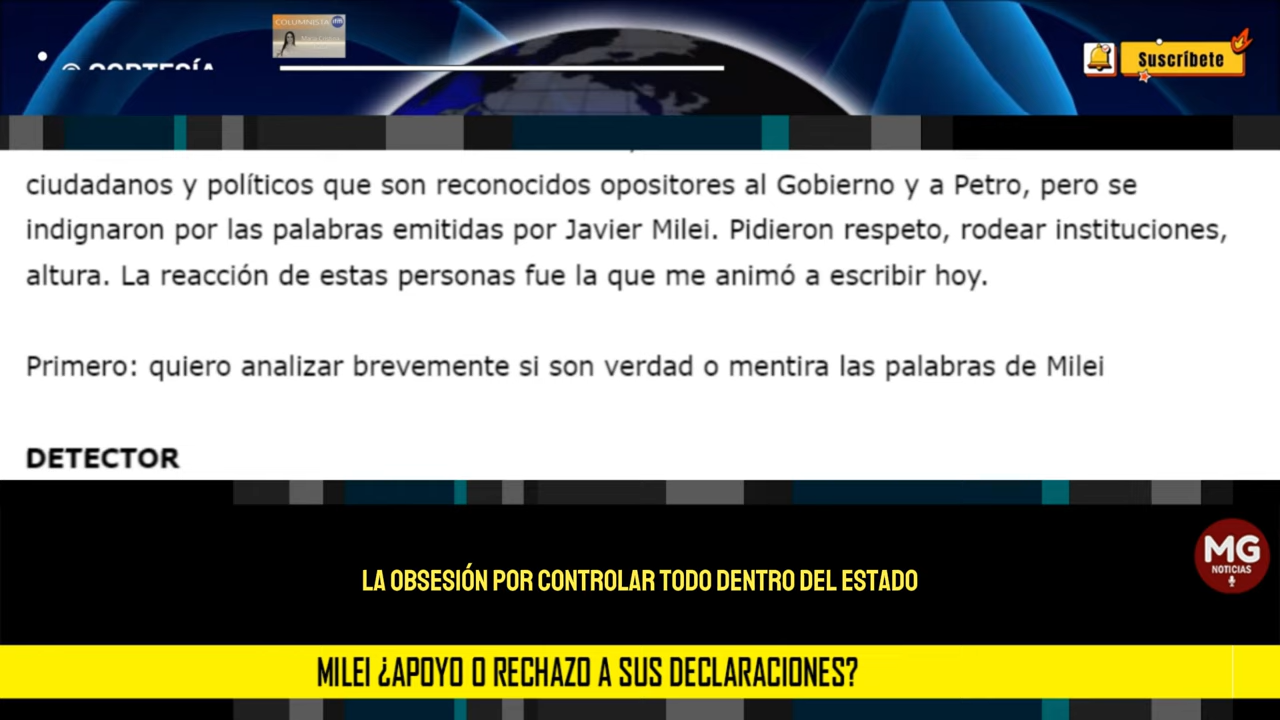 COLUMNISTA ifm
© CORTESÍA
Suscríbete
ciudadanos y políticos que son reconocidos opositores al Gobierno y a Petro, pero se
indignaron por las palabras emitidas por Javier Milei. Pidieron respeto, rodear instituciones,
altura. La reacción de estas personas fue la que me animó a escribir hoy.
Primero: quiero analizar brevemente si son verdad o mentira las palabras de Milei
DETECTOR
MG
NOTICIAS
LA OBSESIÓN POR CONTROLAR TODO DENTRO DEL ESTADO
MILEI ¿APOYO O RECHAZO A SUS DECLARACIONES?